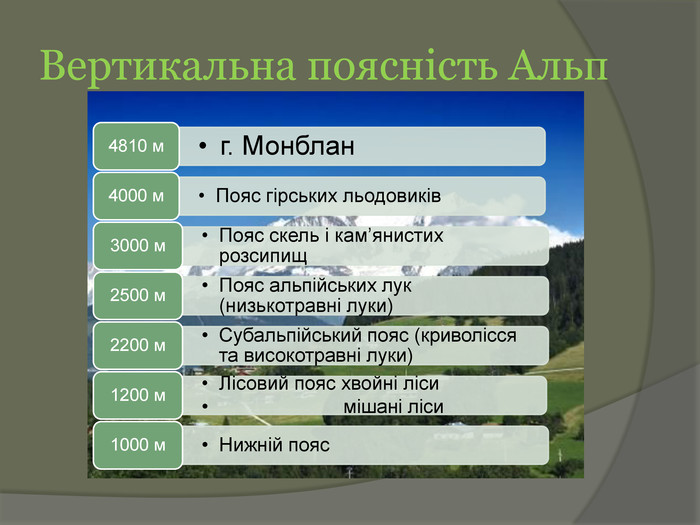 Вертикальна поясність Альп
4810 м
• г. Монблан
4000 м
• Пояс гірських льодовиків
3000 м
• Пояс скель і кам’янистих
розсипищ
2500 м
• Пояс альпійських лук
(низькотравні луки)
2200 м
• Субальпійський пояс (криволісся
та високотравні луки)
1200 м
• Лісовий пояс хвойні ліси
• мішані ліси
1000 м
• Нижній пояс